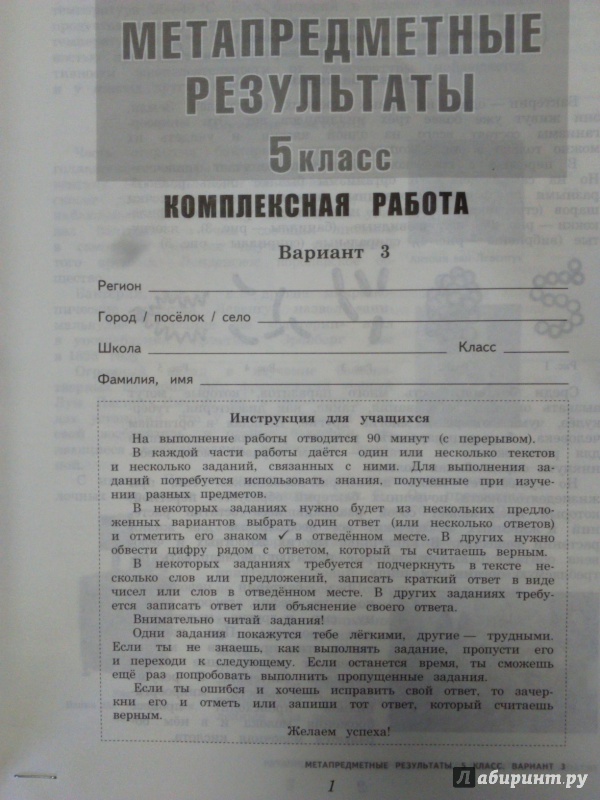 МЕТАПРЕДМЕТНЫЕ
РЕЗУЛЬТАТЫ
5 КЛАСС
КОМПЛЕКСНАЯ РАБОТА
Вариант 3
Регион
Город / посёлок / село
Школа Класс
Фамилия, имя
Инструкция для учащихся
На выполнение работы отводится 90 минут (с перерывом).
В каждой части работы даётся один или несколько текстов
и несколько заданий, связанных с ними. Для выполнения за-
даний потребуется использовать знания, полученные при изуче-
нии разных предметов.
В некоторых заданиях нужно будет из нескольких предло-
женных вариантов выбрать один ответ (или несколько ответов)
и отметить его знаком ✓ в отведённом месте. В других нужно
обвести цифру рядом с ответом, который ты считаешь верным.
В некоторых заданиях требуется подчеркнуть в тексте не-
сколько слов или предложений, записать краткий ответ в виде
чисел или слов в отведённом месте. В других заданиях требу-
ется записать ответ или объяснение своего ответа.
Внимательно читай задания!
Одни задания покажутся тебе лёгкими, другие — трудными.
Если ты не знаешь, как выполнять задание, пропусти его
и переходи к следующему. Если останется время, ты сможешь
ещё раз попробовать выполнить пропущенные задания.
Если ты ошибся и хочешь исправить свой ответ, то зачер-
кни его и отметь или запиши тот ответ, который считаешь
верным.
Желаем успеха!
МЕТАПРЕДМЕТНЫЕ РЕЗУЛЬТАТЫ 5 КЛАСС. ВАРИАНТ 3
1
Лабиринт.ру